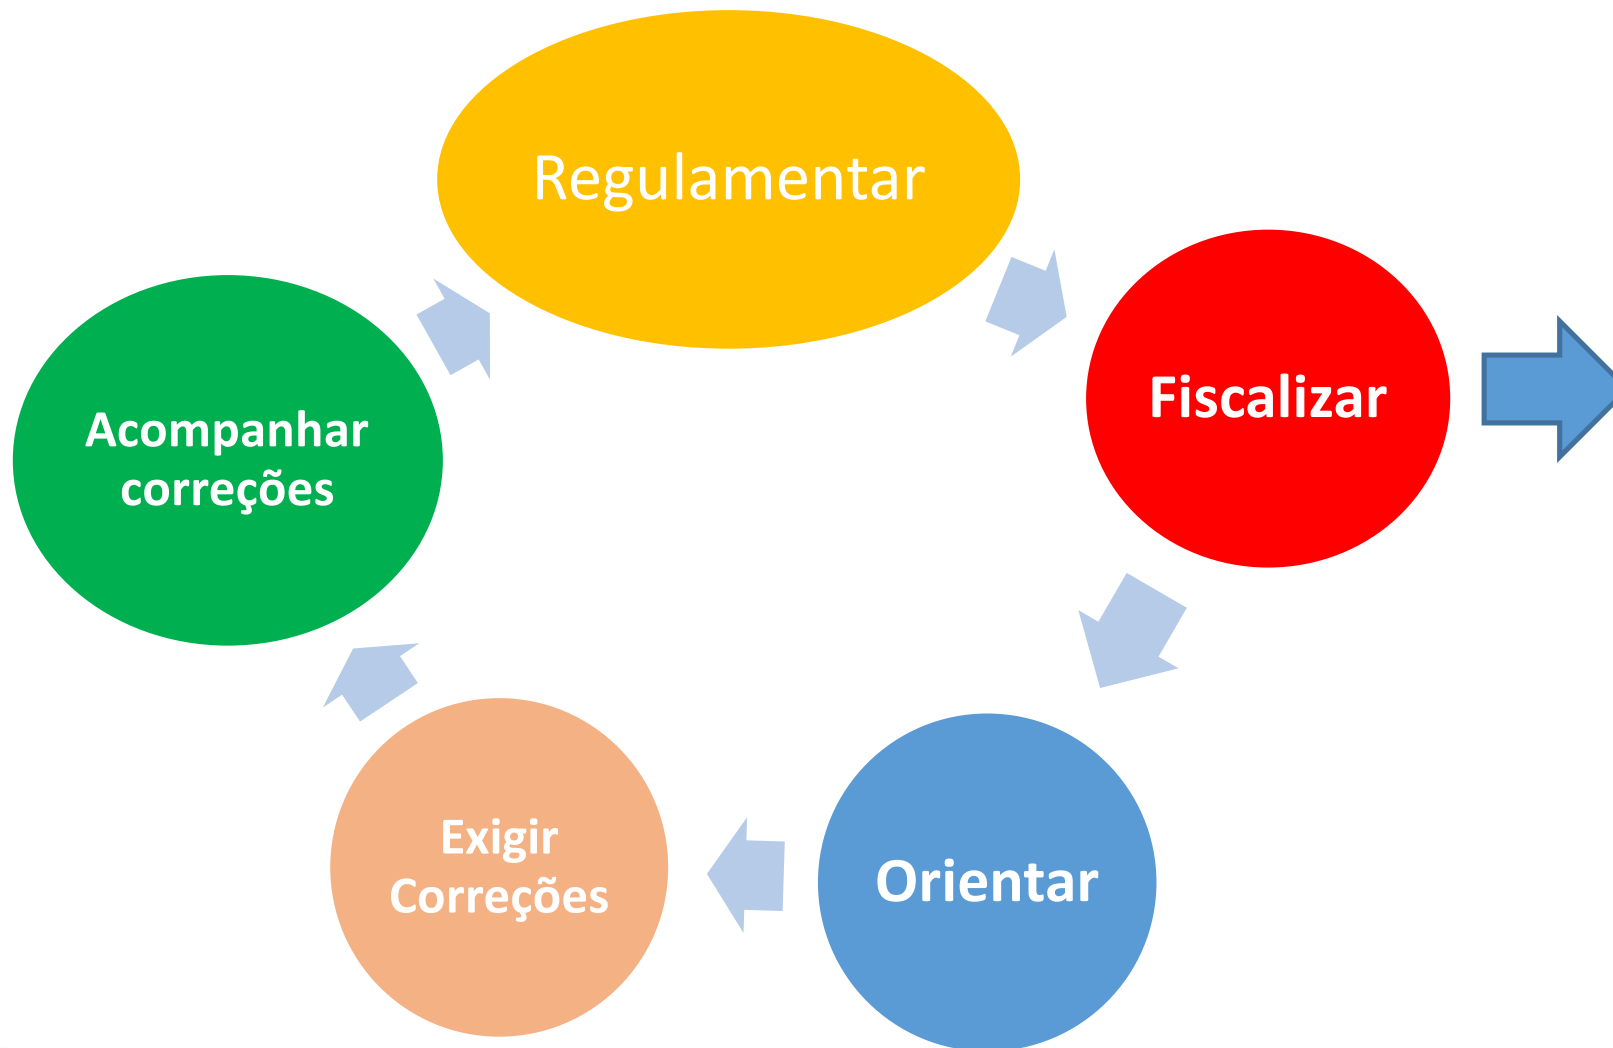 Regulamentar
Fiscalizar
Orientar
Exigir
Correções
Acompanhar
correções